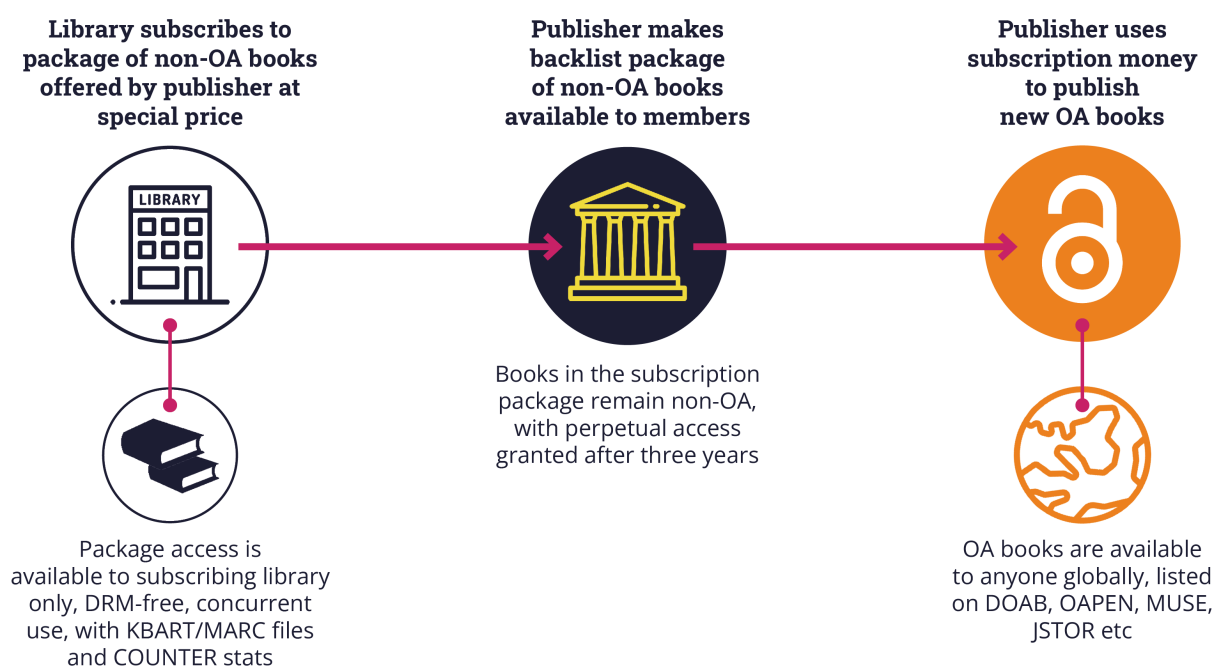 Library subscribes to
package of non-OA books
offered by publisher at
special price
LIBRARY
Package access is
available to subscribing library
only, DRM-free, concurrent
use, with KBART/MARC files
and COUNTER stats
Publisher makes
backlist package
of non-OA books
available to members
Books in the subscription
package remain non-OA,
with perpetual access
granted after three years
Publisher uses
subscription money
to publish
new OA books
OA books are available
to anyone globally, listed
on DOAB, OAPEN, MUSE,
JSTOR etc